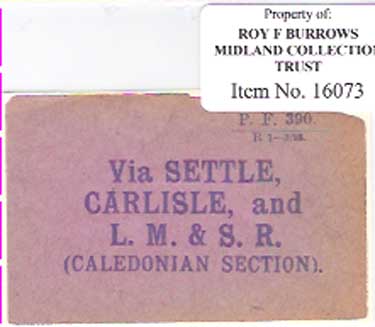 Property of:
ROY F BURROWS
MIDLAND COLLECTION
TRUST
Item No. 16073
P. F. 390.
Via SETTLE,
CARLISLE, and
L. M. & S. R.
(CALEDONIAN SECTION).